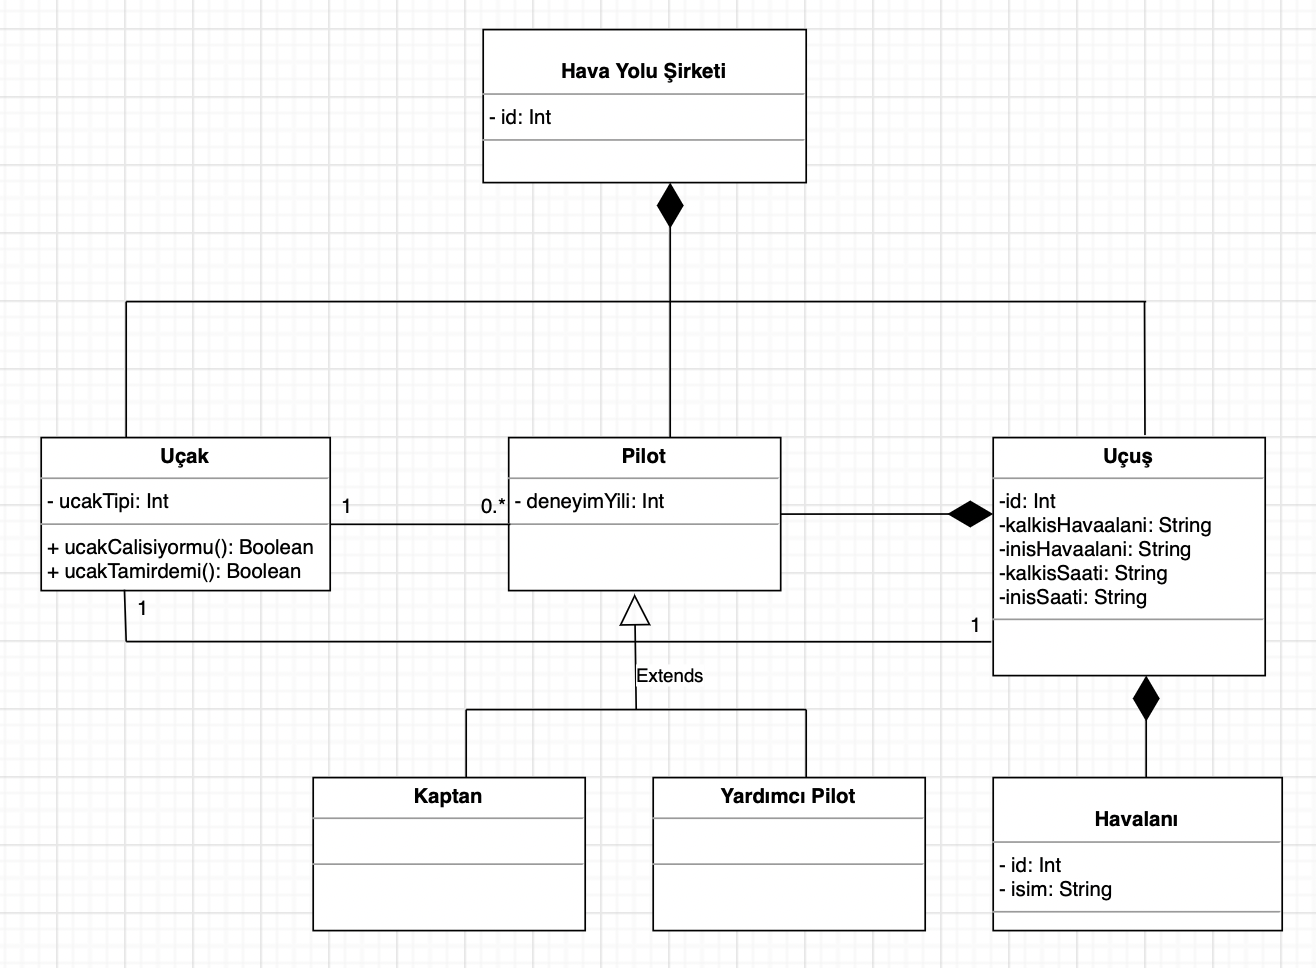 Hava Yolu Şirketi
- id: Int
Uçak
- ucakTipi: Int
+ ucakCalisiyormu(): Boolean
+ ucakTamirdemi(): Boolean
1
0.*
1
Pilot
- deneyimYili: Int
Uçuş
-id: Int
-kalkisHavaalani: String
-inisHavaalani: String
-kalkisSaati: String
-inisSaati: String
1
Extends
Kaptan
Yardımcı Pilot
Havalanı
- id: Int
- isim: String